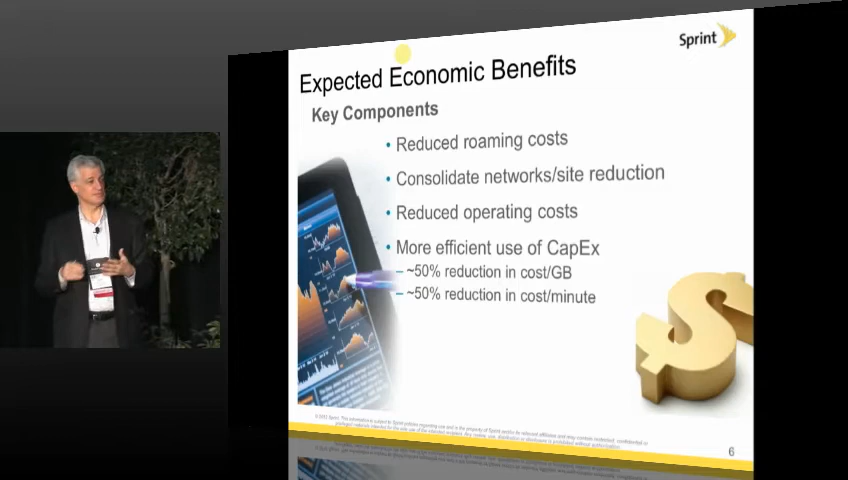 Sprint
Expected Economic Benefits
Key Components
• Reduced roaming costs
• Consolidate networks/site reduction
• Reduced operating costs
• More efficient use of CapEx
– ~50% reduction in cost/GB
– ~50% reduction in cost/minute
6